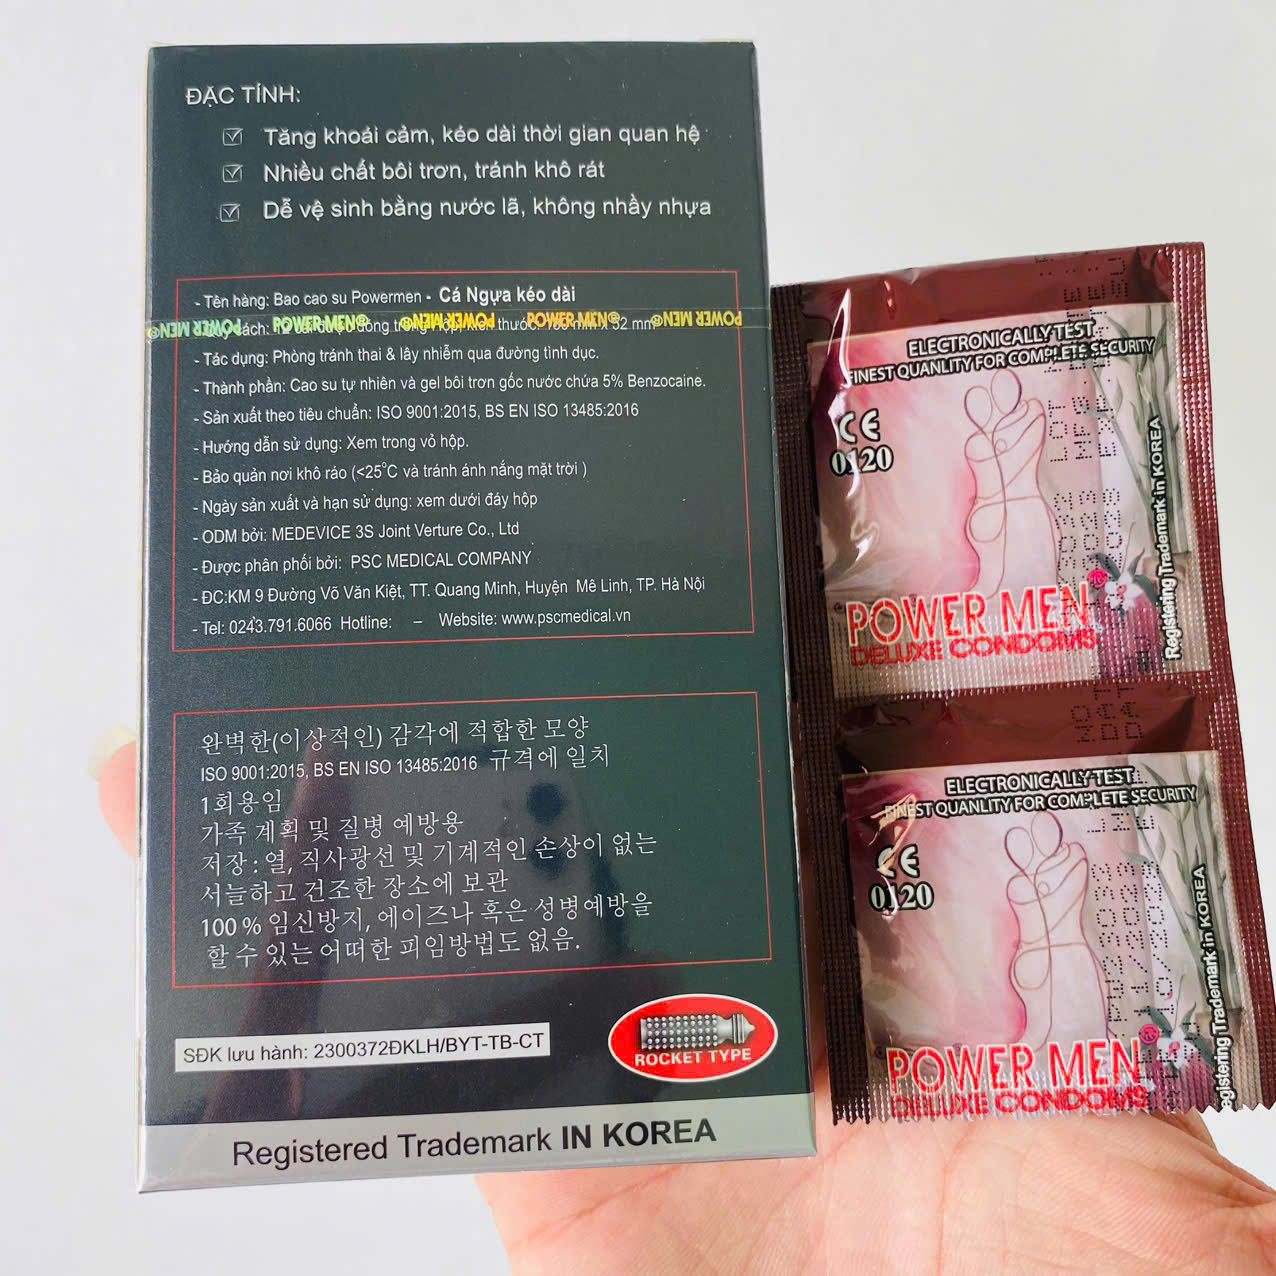 ĐẶC TÍNH:
Tăng khoái cảm, kéo dài thời gian quan hệ
Nhiều chất bôi trơn, tránh khô rát
Dễ vệ sinh bằng nước lã, không nhầy nhựa
- Tên hàng: Bao cao su Powermen - Cá Ngựa kéo dài
POWER MEN® POWER MEN® POWER MEN POWER MEN® POWER MEN®
52 mm
- Tác dụng: Phòng tránh thai & lây nhiễm qua đường tình dục.
- Thành phần: Cao su tự nhiên và gel bôi trơn gốc nước chứa 5% Benzocaine.
- Sản xuất theo tiêu chuẩn: ISO 9001:2015, BS EN ISO 13485:2016
- Hướng dẫn sử dụng: Xem trong vỏ hộp.
- Bảo quản nơi khô ráo (<25°C và tránh ánh nắng mặt trời )
- Ngày sản xuất và hạn sử dụng: xem dưới đáy hộp
- ODM bởi: MEDEVICE 3S Joint Verture Co., Ltd
- Được phân phối bởi: PSC MEDICAL COMPANY
- ĐC:KM 9 Đường Võ Văn Kiệt, TT. Quang Minh, Huyện Mê Linh, TP. Hà Nội
- Tel: 0243.791.6066 Hotline: – Website: www.pscmedical.vn
완벽한(이상적인) 감각에 적합한 모양
ISO 9001:2015, BS EN ISO 13485:2016 규격에 일치
1회용임
가족 계획 및 질병 예방용
저장 : 열, 직사광선 및 기계적인 손상이 없는
서늘하고 건조한 장소에 보관
100 % 임신방지, 에이즈나 혹은 성병예방을
할 수 있는 어떠한 피임방법도 없음.
SĐK lưu hành: 2300372ĐKLH/BYT-TB-CT
ROCKET TYPE
Registered Trademark IN KOREA
ELECTRONICALLY TEST
FINEST QUANLITY FOR COMPLETE SECURITY
CE
0120
POWER MEN®
DELUXE CONDOMS
Registering Trademark in KOREA
ELECTRONICALLY TEST
FINEST QUANLITY FOR COMPLETE SECURITY
CE
0120
POWER MEN®
DELUXE CONDOMS
Registering Trademark in KOREA